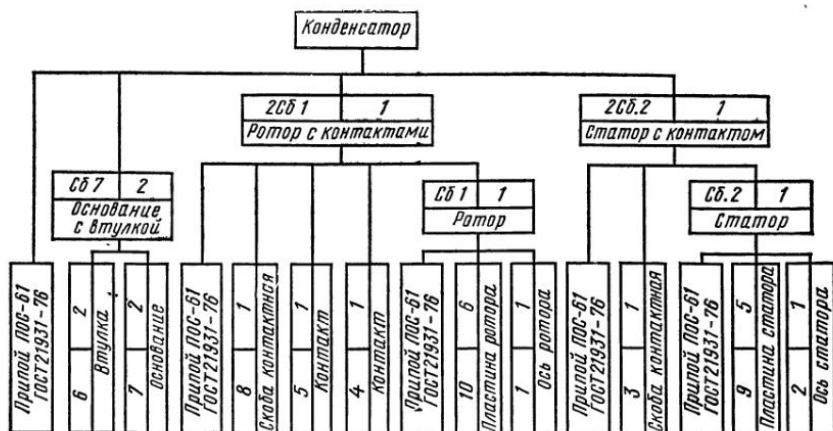 Конденсатор
2Сб 1 1
Ротор с контактами
2Сб.2 1
Статор с контактом
Сб 7 2
Основание
с втулкой
Сб 1 1
Ротор
Сб.2 1
Статор
Припой ПОС-61
ГОСТ21931-76
6 2
Втулка
7 2
Основание
Припой ПОС-61
ГОСТ21931-76
8 1
Скоба контактная
5 1
Контакт
4 1
Контакт
Припой ПОС-61
ГОСТ21931-76
10 6
Пластина ротора
1 1
Ось ротора
Припой ПОС-61
ГОСТ21931-76
3 1
Скоба контактная
Припой ПОС-61
ГОСТ21931-76
9 5
Пластина статора
2 1
Ось статора